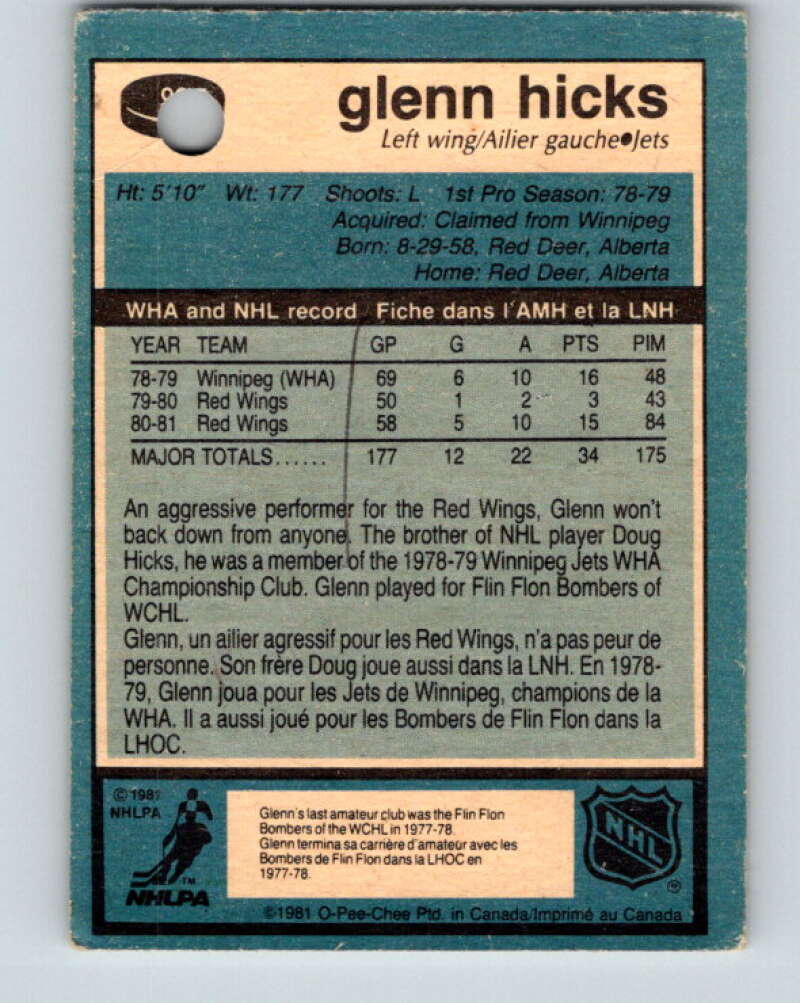 glenn hicks
Left wing/Ailier gauche●Jets
Ht: 5'10" Wt: 177 Shoots: L 1st Pro Season: 78-79
Acquired: Claimed from Winnipeg
Born: 8-29-58, Red Deer, Alberta
Home: Red Deer, Alberta
WHA and NHL record Fiche dans l'AMH et la LNH
YEAR TEAM GP G A PTS PIM
78-79 Winnipeg (WHA) 69 6 10 16 48
79-80 Red Wings 50 1 2 3 43
80-81 Red Wings 58 5 10 15 84
MAJOR TOTALS...... 177 12 22 34 175
An aggressive performer for the Red Wings, Glenn won't
back down from anyone. The brother of NHL player Doug
Hicks, he was a member of the 1978-79 Winnipeg Jets WHA
Championship Club. Glenn played for Flin Flon Bombers of
WCHL.
Glenn, un ailier agressif pour les Red Wings, n'a pas peur de
personne. Son frère Doug joue aussi dans la LNH. En 1978-
79, Glenn joua pour les Jets de Winnipeg, champions de la
WHA. Il a aussi joué pour les Bombers de Flin Flon dans la
LHOC.
© 1981
NHLPA
TM
NHLPA
Glenn's last amateur club was the Flin Flon
Bombers of the WCHL in 1977-78.
Glenn termina sa carrière d'amateur avec les
Bombers de Flin Flon dans la LHOC en
1977-78.
NHL
©1981 O-Pee-Chee Ptd. in Canada/Imprimé au Canada